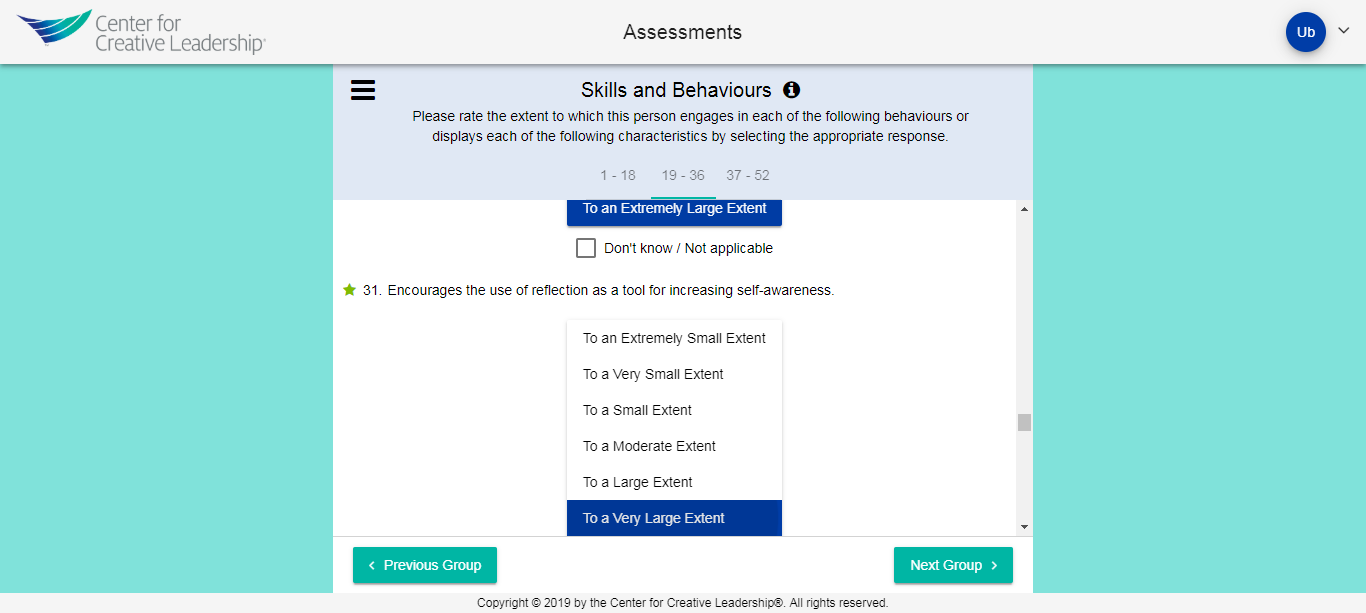 Center for
Creative Leadership®
Assessments
Ub
Skills and Behaviours
Please rate the extent to which this person engages in each of the following behaviours or
displays each of the following characteristics by selecting the appropriate response.
1 - 18 19 - 36 37 - 52
To an Extremely Large Extent
Don't know / Not applicable
31. Encourages the use of reflection as a tool for increasing self-awareness.
To an Extremely Small Extent
To a Very Small Extent
To a Small Extent
To a Moderate Extent
To a Large Extent
To a Very Large Extent
Previous Group
Next Group
Copyright © 2019 by the Center for Creative Leadership®. All rights reserved.